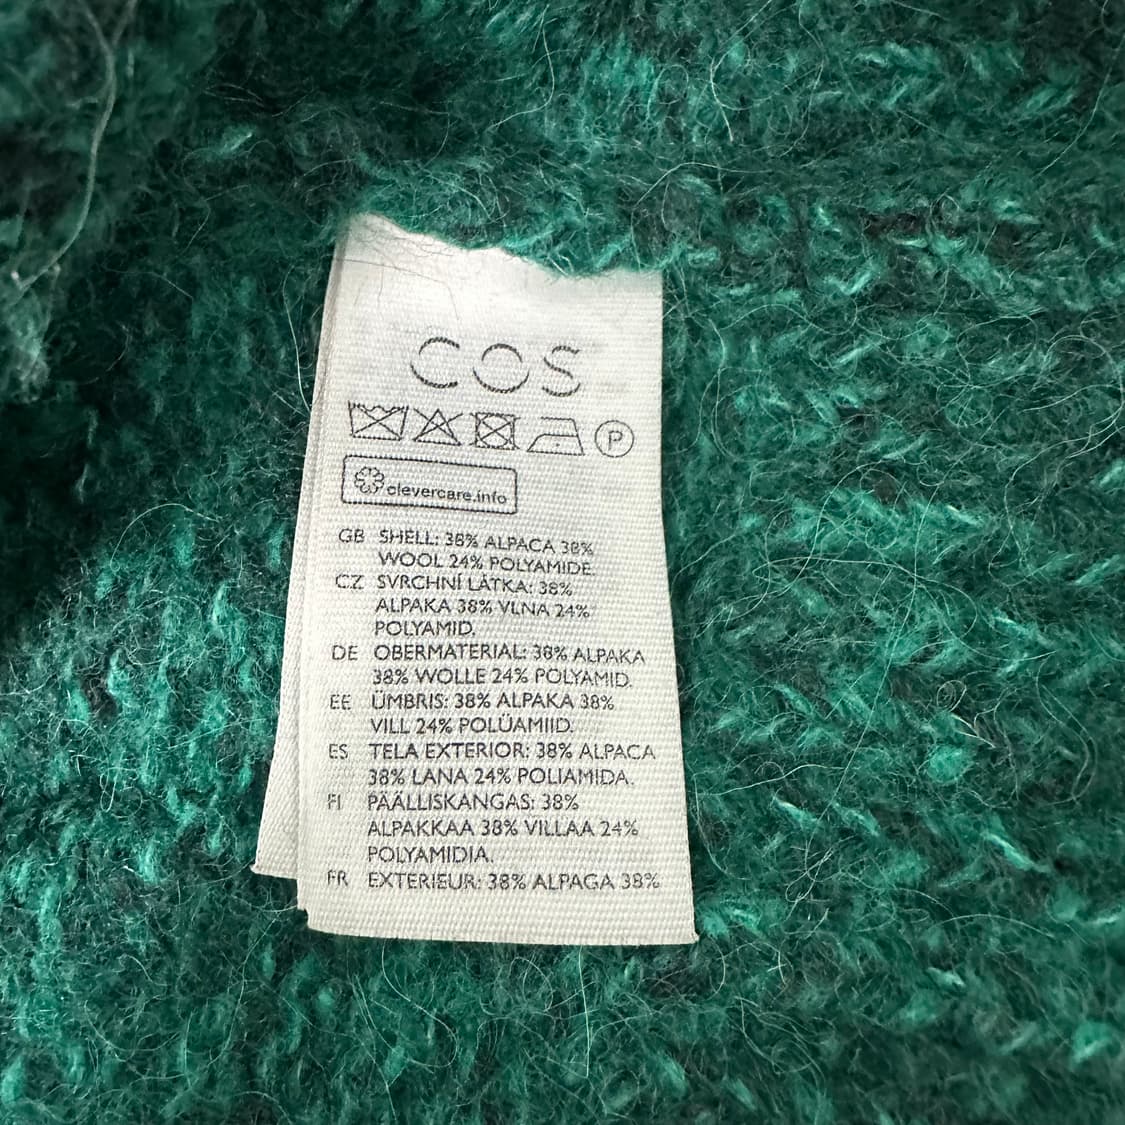 COS
P
clevercare.info
GB SHELL: 38% ALPACA 38%
WOOL 24% POLYAMIDE.
CZ SVRCHNÍ LÁTKA: 38%
ALPAKA 38% VLNA 24%
POLYAMID.
DE OBERMATERIAL: 38% ALPAKA
38% WOLLE 24% POLYAMID.
EE ÜMBRIS: 38% ALPAKA 38%
VILL 24% POLÜAMIID.
ES TELA EXTERIOR: 38% ALPACA
38% LANA 24% POLIAMIDA.
FI PÄÄLLISKANGAS: 38%
ALPAKKAA 38% VILLAA 24%
POLYAMIDIA.
FR EXTERIEUR: 38% ALPAGA 38%